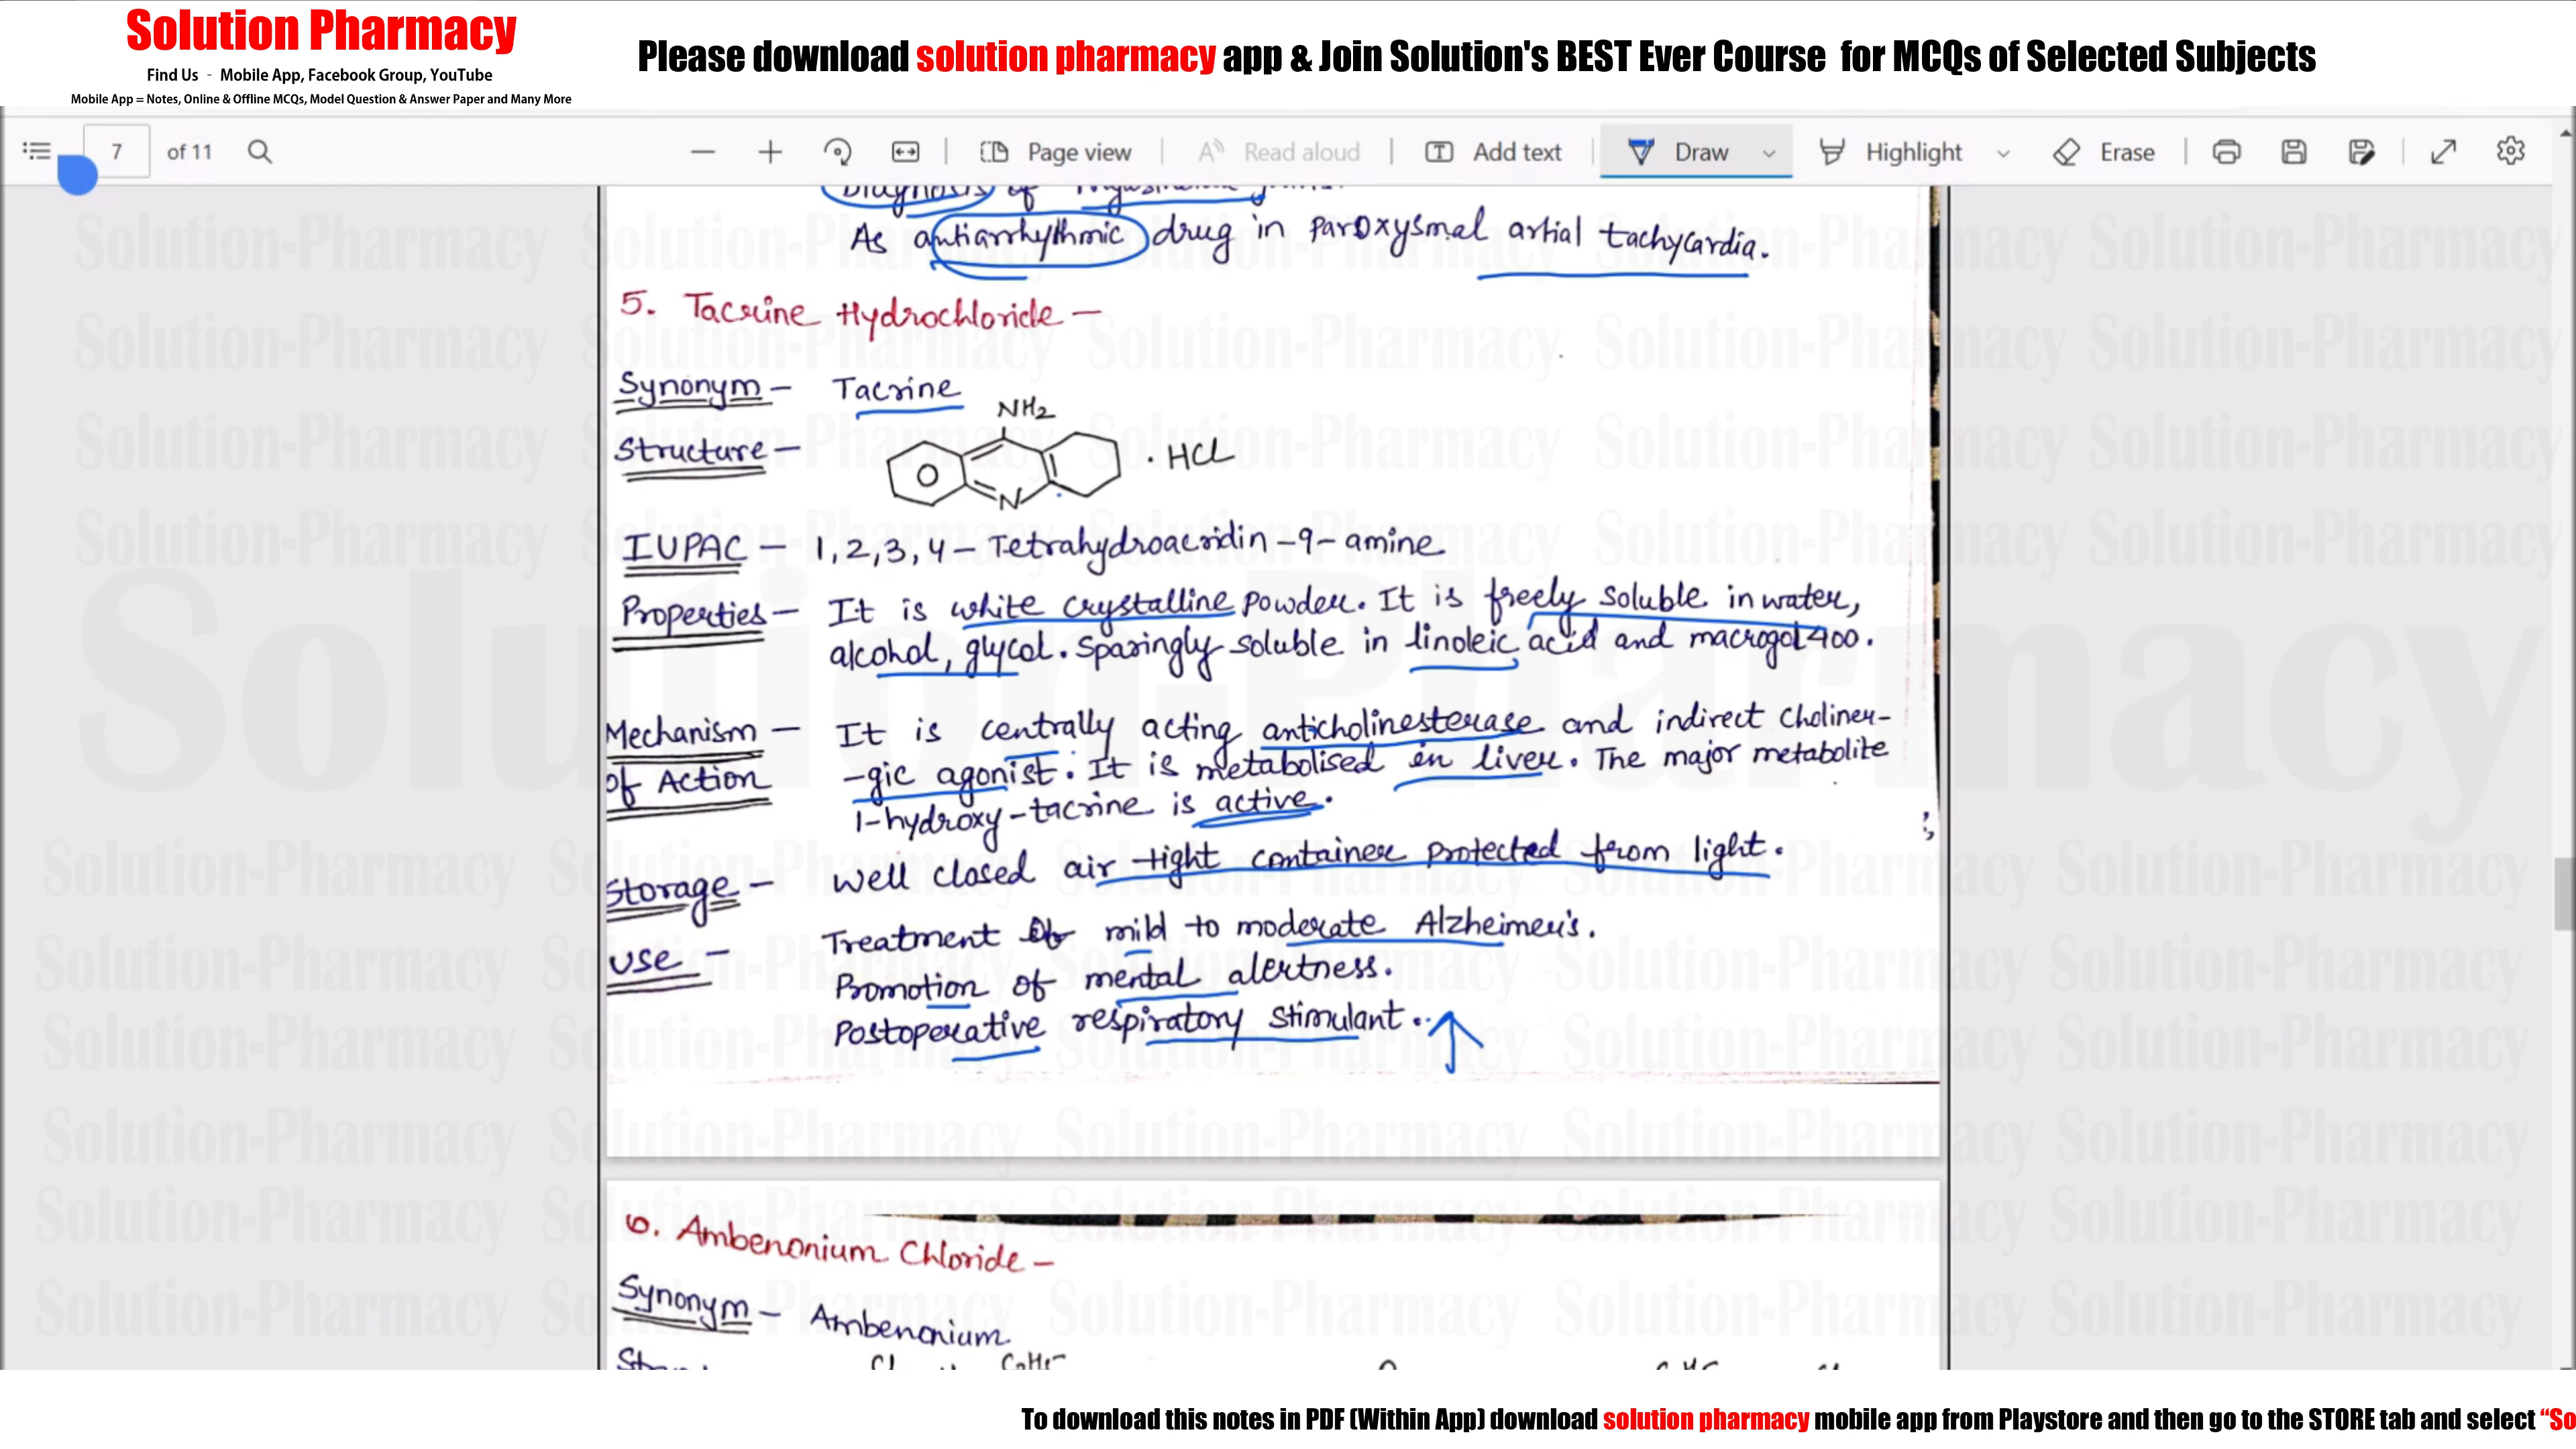 Solution Pharmacy
Find Us - Mobile App, Facebook Group, YouTube
Mobile App = Notes, Online & Offline MCQs, Model Question & Answer Paper and Many More
Please download solution pharmacy app & Join Solution's BEST Ever Course for MCQs of Selected Subjects
7 of 11 Page view Read aloud Add text Draw Highlight Erase
Diagnosis of
As antiarrhythmic drug in paroxysmal artial tachycardia.
5. Tacrine Hydrochloride -
Synonym - Tacrine
NH2
Structure - N . HCl
IUPAC - 1,2,3,4 - Tetrahydroacridin -9- amine
Properties - It is white crystalline powder. It is freely soluble in water,
alcohol, glycol. Sparingly soluble in linoleic acid and macrogol 400.
Mechanism - It is centrally acting anticholinesterase and indirect choliner-
of Action -gic agonist. It is metabolised in liver. The major metabolite
1-hydroxy-tacrine is active.
Storage - Well closed air tight container protected from light.
Use - Treatment of mild to moderate Alzheimer's.
Promotion of mental alertness.
Postoperative respiratory stimulant.
6. Ambenonium Chloride -
Synonym - Ambenonium
Solution-Pharmacy
To download this notes in PDF (Within App) download solution pharmacy mobile app from Playstore and then go to the STORE tab and select “So